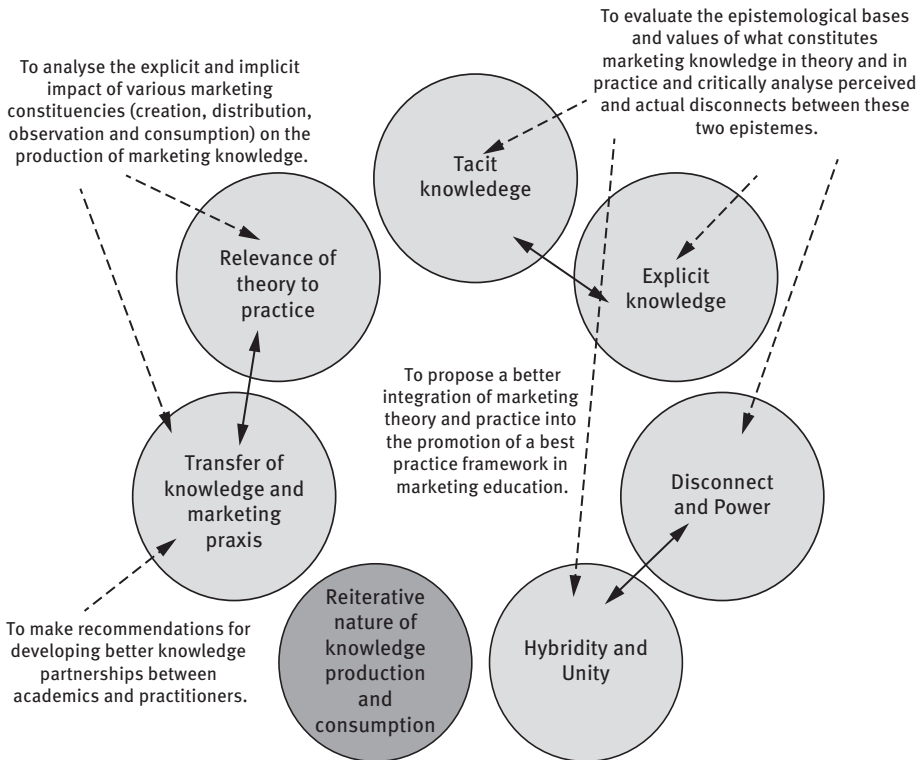 To evaluate the epistemological bases
and values of what constitutes
marketing knowledge in theory and in
practice and critically analyse perceived
and actual disconnects between these
two epistemes.
To analyse the explicit and implicit
impact of various marketing
constituencies (creation, distribution,
observation and consumption) on the
production of marketing knowledge.
Tacit
knowledege
Relevance of
theory to
practice
Explicit
knowledge
To propose a better
integration of marketing
theory and practice into
the promotion of a best
practice framework in
marketing education.
Transfer of
knowledge and
marketing
praxis
Disconnect
and Power
Reiterative
nature of
knowledge
production
and
consumption
Hybridity and
Unity
To make recommendations for
developing better knowledge
partnerships between
academics and practitioners.